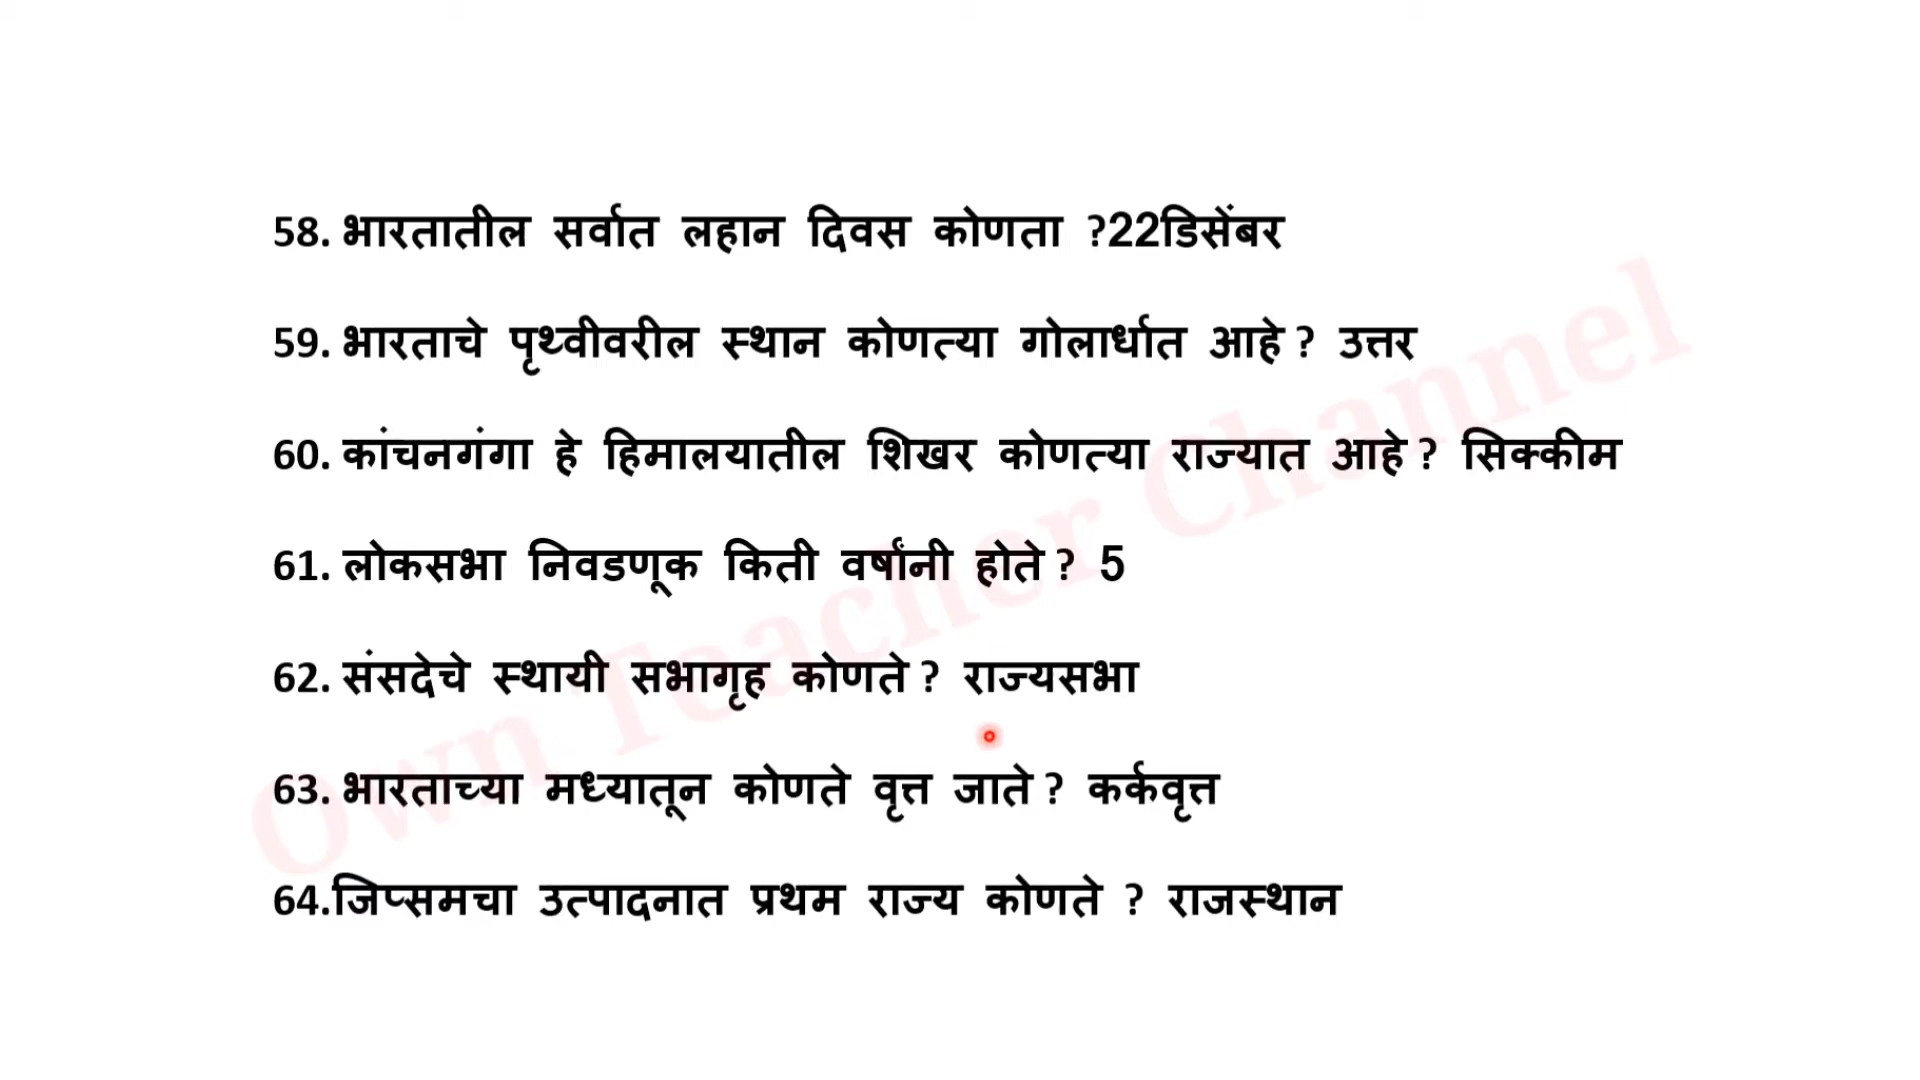 58. भारतातील सर्वात लहान दिवस कोणता ?22डिसेंबर
59. भारताचे पृथ्वीवरील स्थान कोणत्या गोलार्धात आहे ? उत्तर
60. कांचनगंगा हे हिमालयातील शिखर कोणत्या राज्यात आहे ? सिक्कीम
61. लोकसभा निवडणूक किती वर्षांनी होते ? 5
62. संसदेचे स्थायी सभागृह कोणते ? राज्यसभा
63. भारताच्या मध्यातून कोणते वृत्त जाते ? कर्कवृत्त
64.जिप्समचा उत्पादनात प्रथम राज्य कोणते ? राजस्थान
Own Teacher Channel